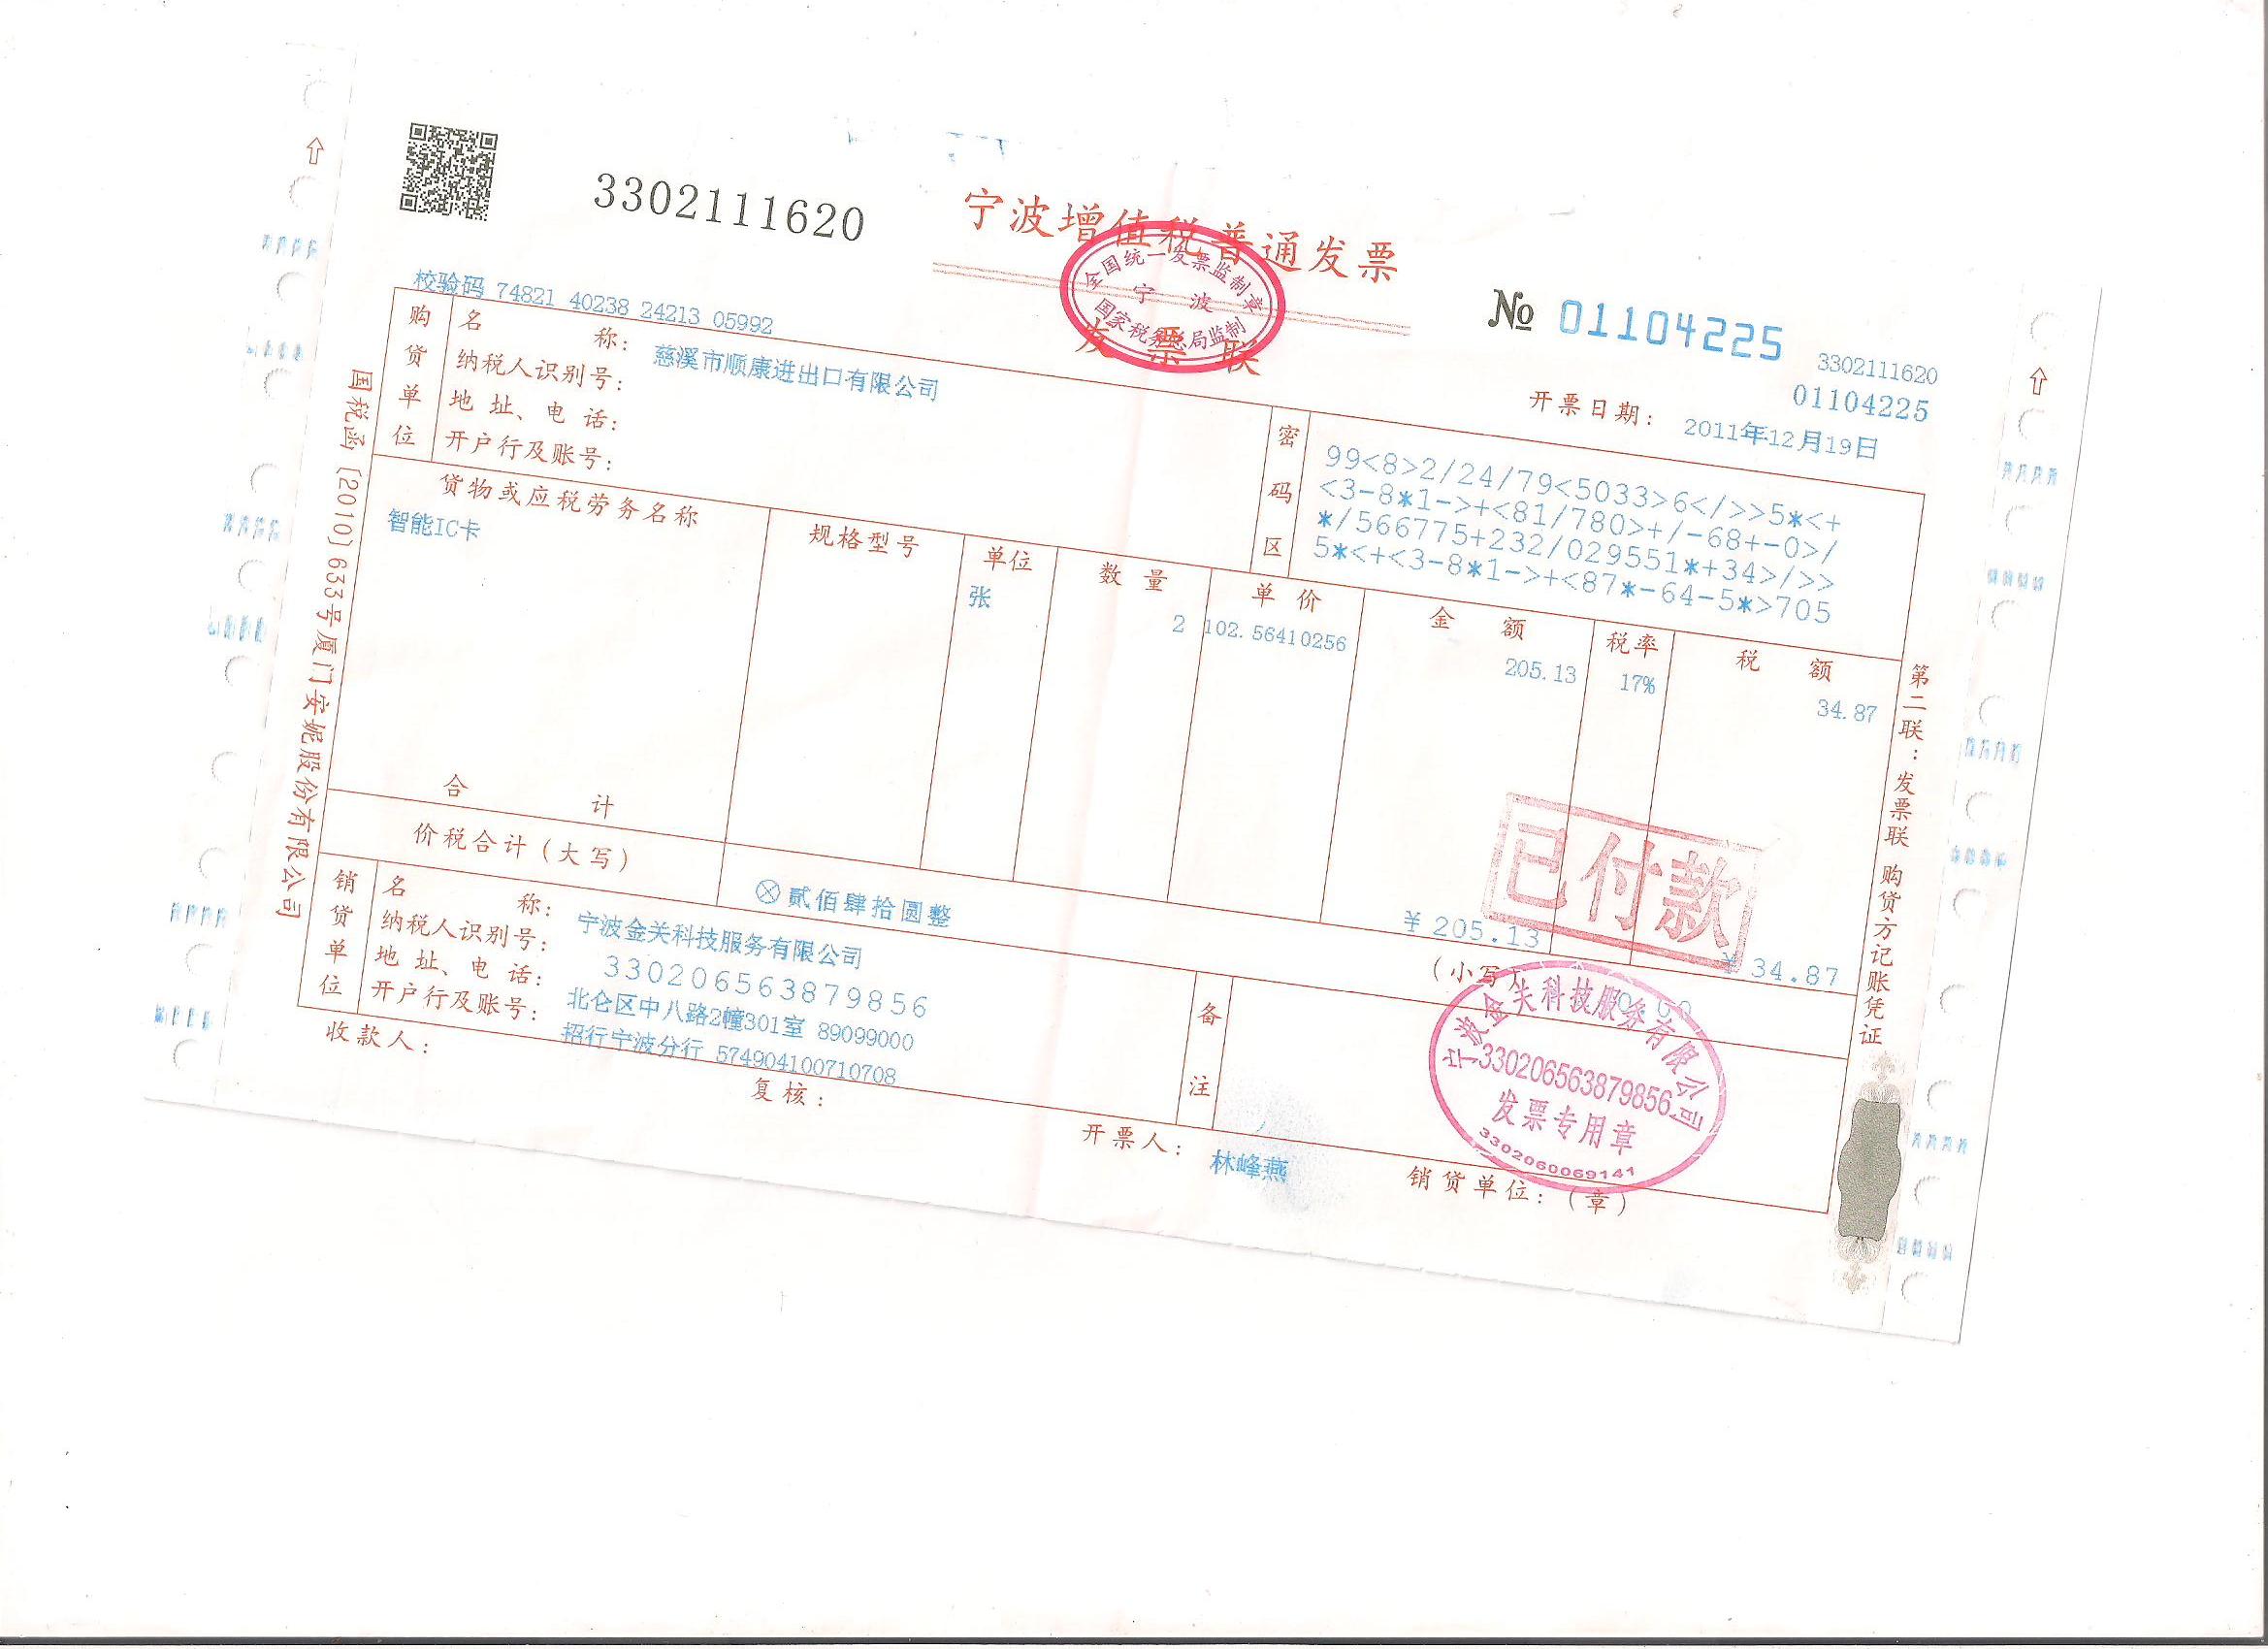 3302111620
宁波增值税普通发票
全国统一发票监制章
宁波
国家税务总局监制
发票联
№ 01104225
3302111620
01104225
校验码 74821 40238 24213 05992
开票日期： 2011年12月19日
购货单位
名称： 慈溪市顺康进出口有限公司
纳税人识别号：
地址、电话：
开户行及账号：
密码区
99<8>2/24/79<5033>6</>>5*<+
<3-8*1->+<81/780>+/-68+-0>/
*/566775+232/029551*+34>/>>
5*<+<3-8*1->+<87*-64-5*>705
货物或应税劳务名称 规格型号 单位 数量 单价 金额 税率 税额
智能IC卡 张 2 102.56410256 205.13 17% 34.87
合计 ￥205.13 ￥34.87
已付款
价税合计（大写） ⊗贰佰肆拾圆整 （小写）
销货单位
名称： 宁波金关科技服务有限公司
纳税人识别号： 330206563879856
地址、电话： 北仑区中八路2幢301室 89099000
开户行及账号： 招行宁波分行 574904100710708
备注
宁波金关科技服务有限公司
330206563879856
发票专用章
3302060069141
收款人： 复核： 开票人： 林峰燕 销货单位：（章）
国税函〔2010〕633号厦门安妮股份有限公司
第二联：发票联 购货方记账凭证